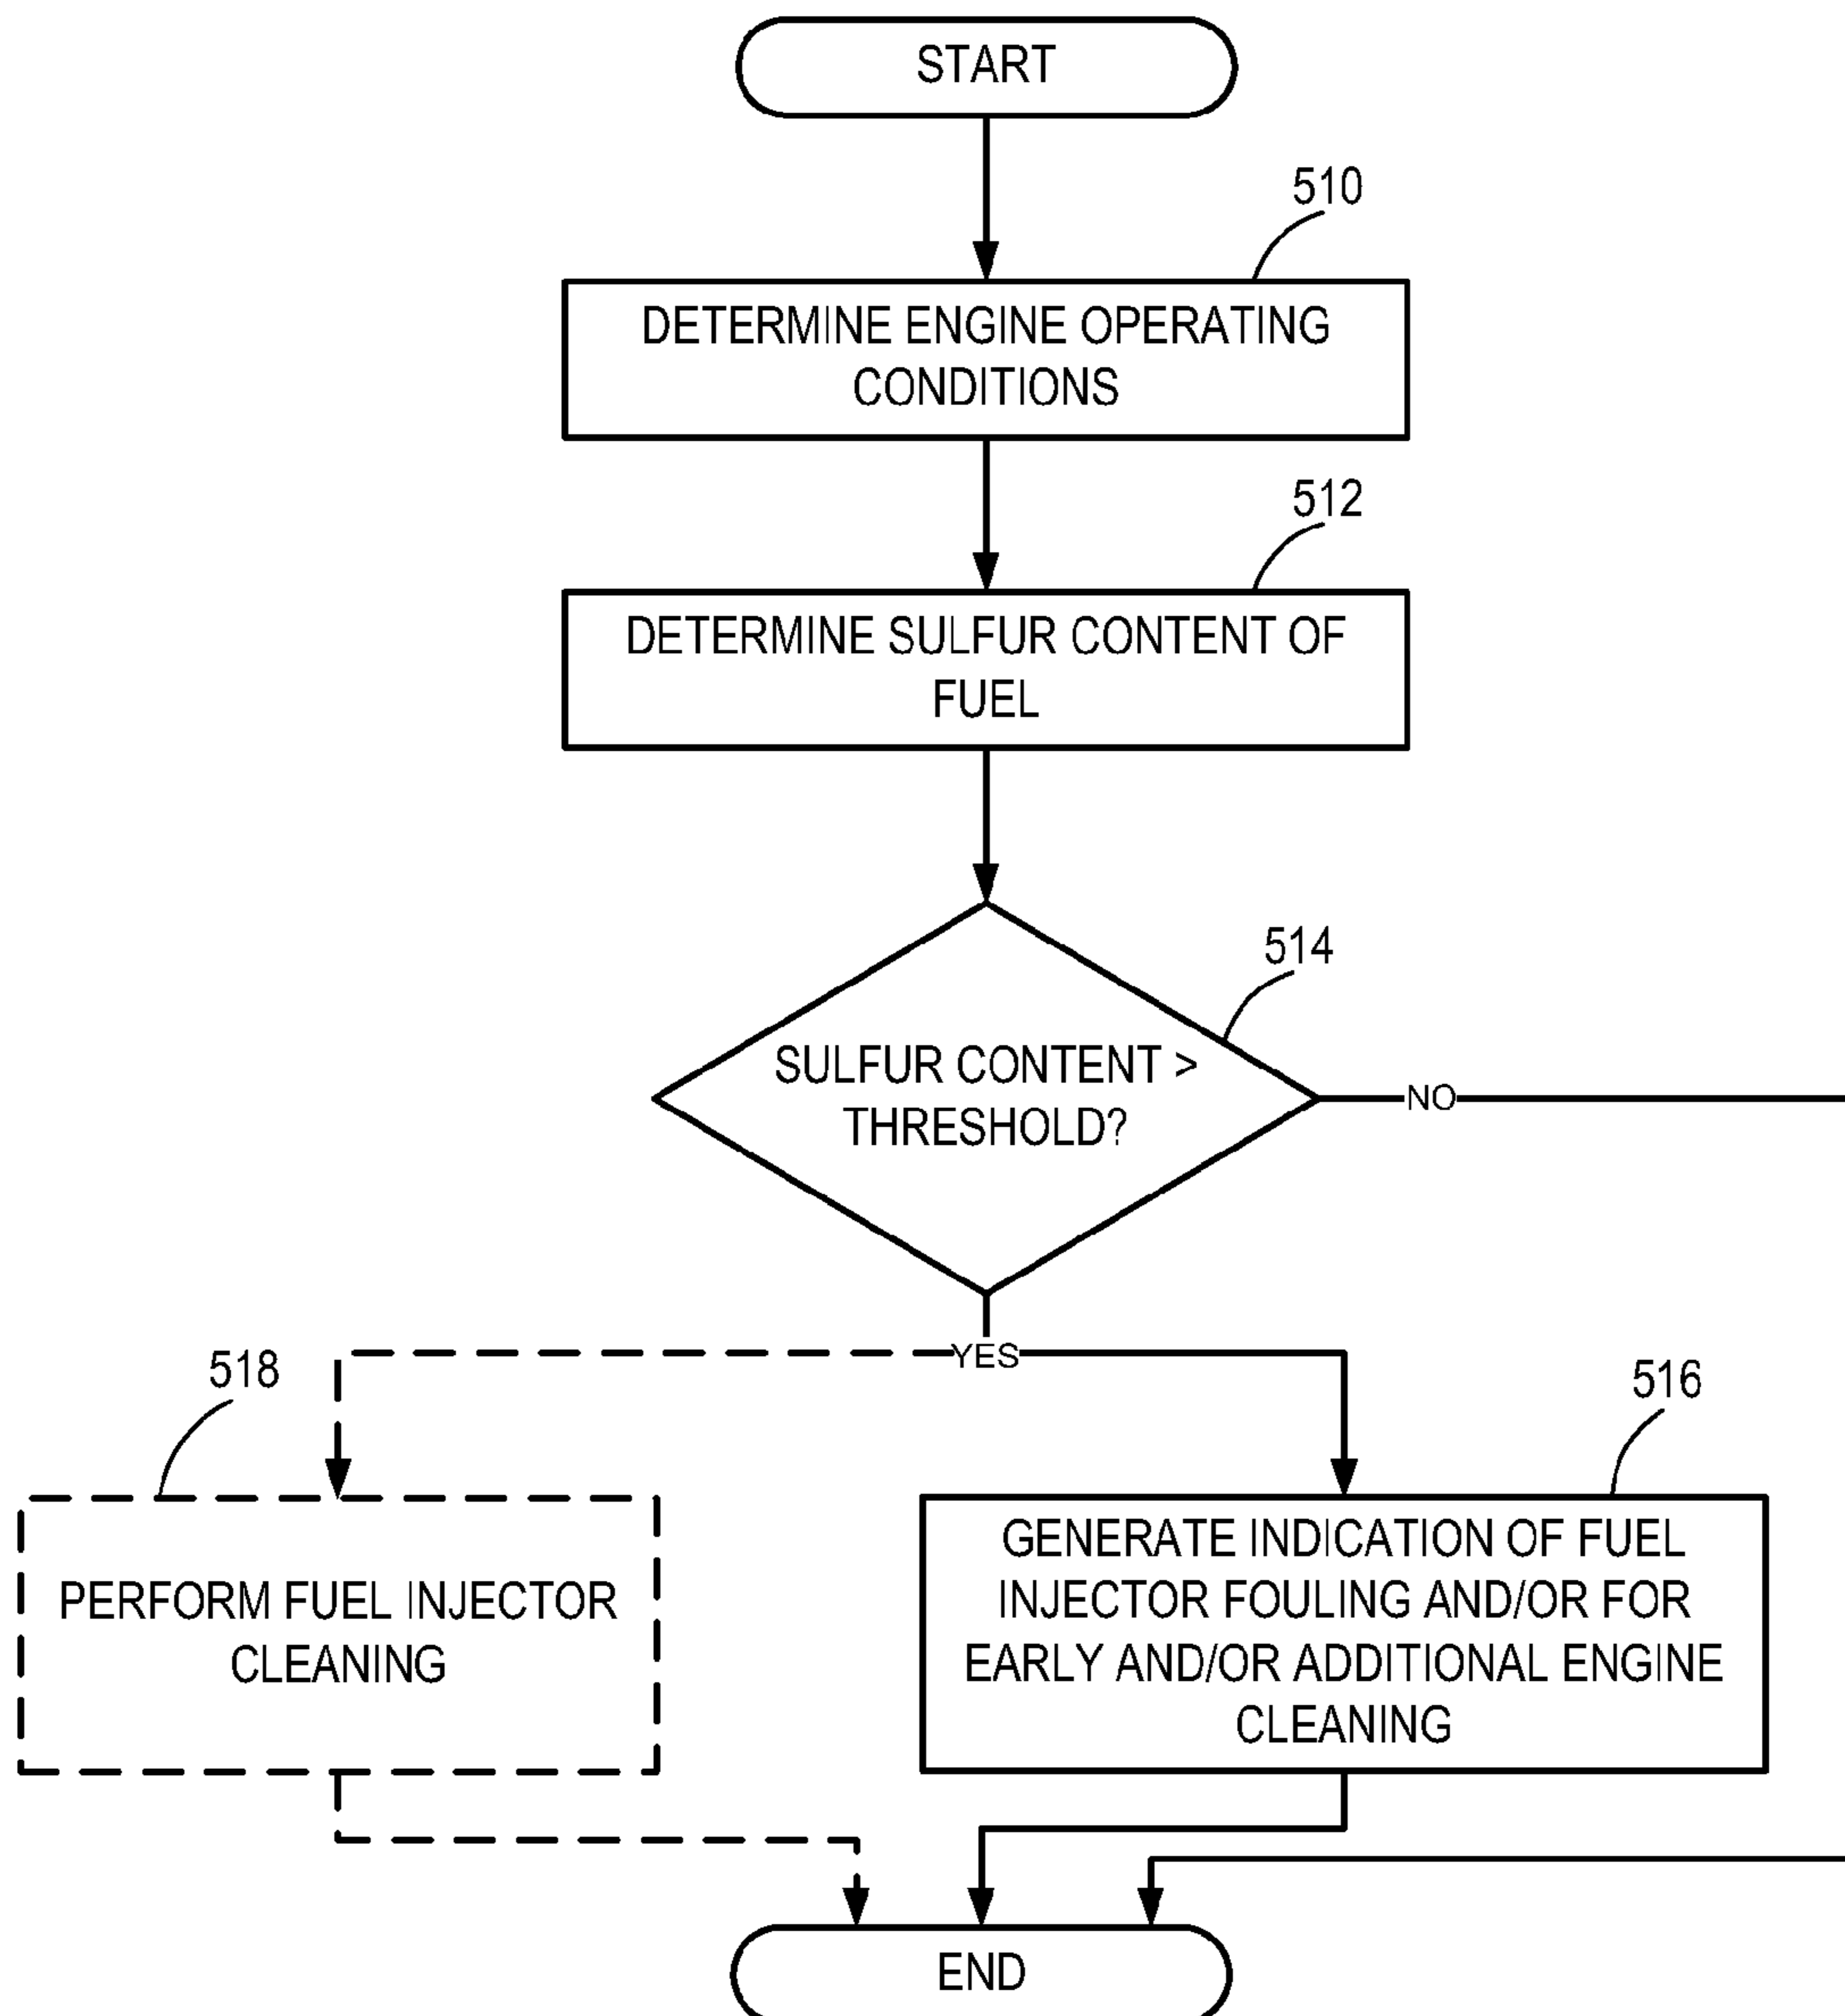 START
510
DETERMINE ENGINE OPERATING
CONDITIONS
512
DETERMINE SULFUR CONTENT OF
FUEL
514
SULFUR CONTENT >
THRESHOLD?
NO
YES
518
516
PERFORM FUEL INJECTOR
CLEANING
GENERATE INDICATION OF FUEL
INJECTOR FOULING AND/OR FOR
EARLY AND/OR ADDITIONAL ENGINE
CLEANING
END